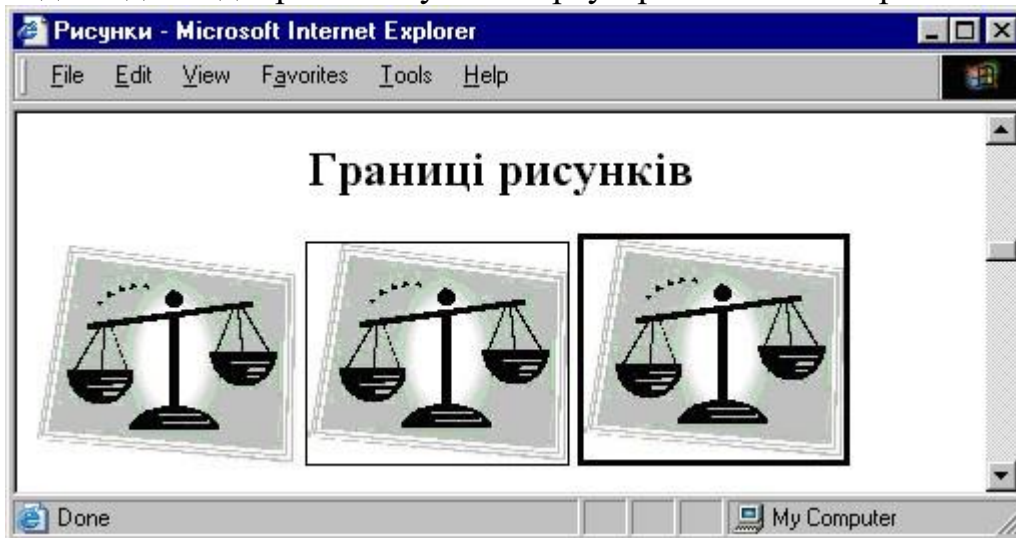 Рисунки - Microsoft Internet Explorer
File Edit View Favorites Tools Help
Границі рисунків
Done
My Computer